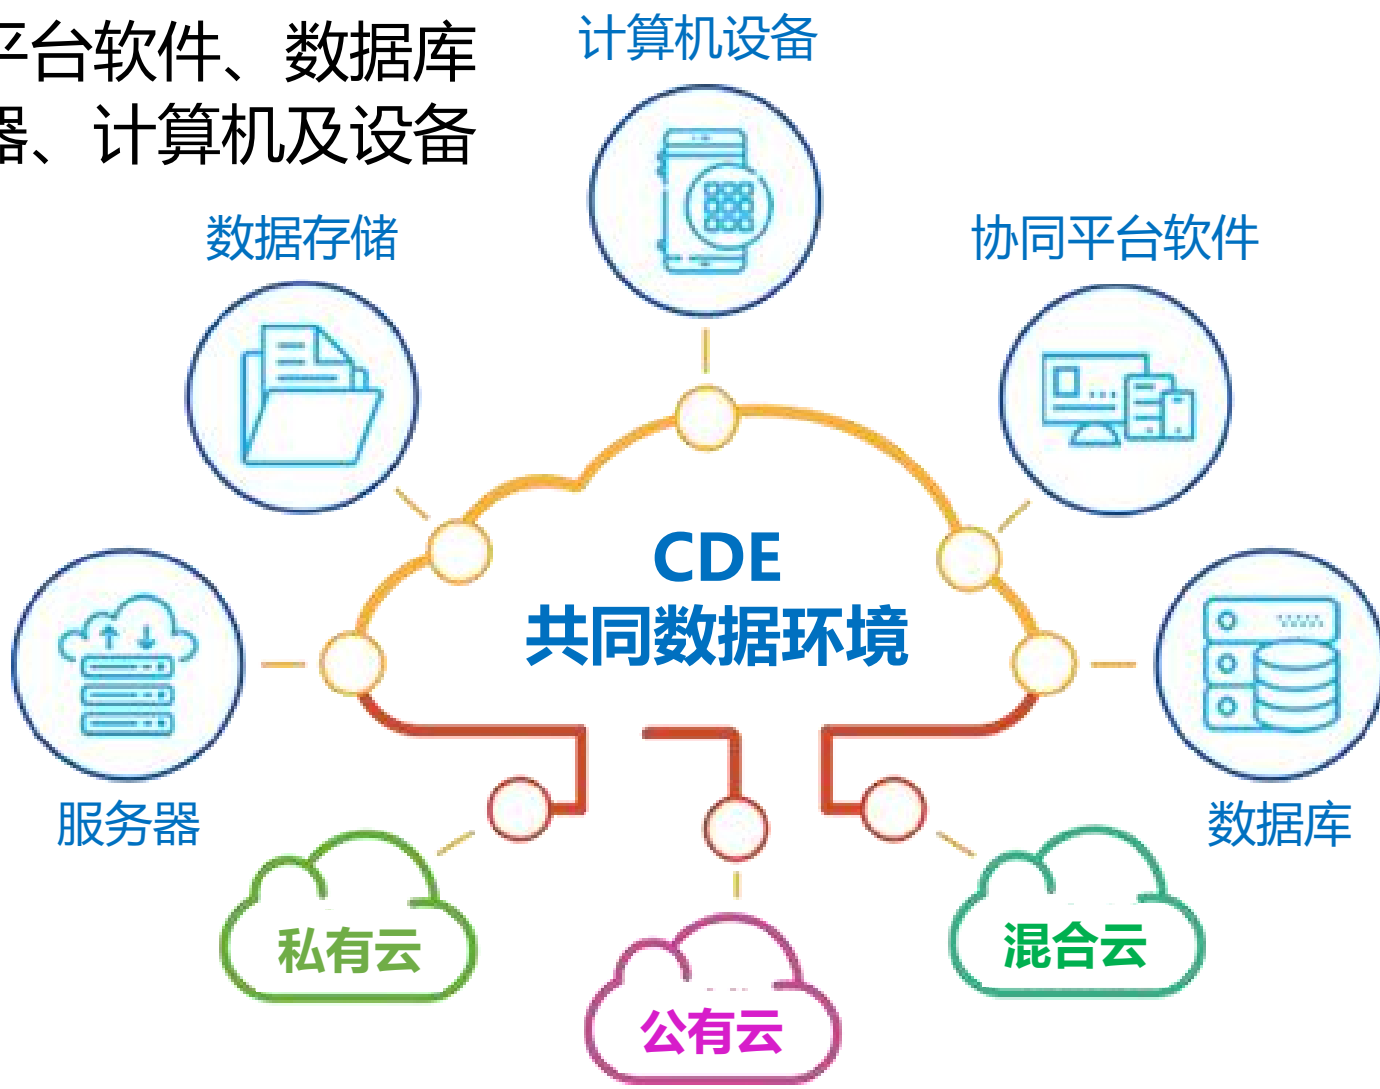 平台软件、数据库
器、计算机及设备
计算机设备
数据存储
协同平台软件
CDE
共同数据环境
服务器
数据库
私有云
公有云
混合云